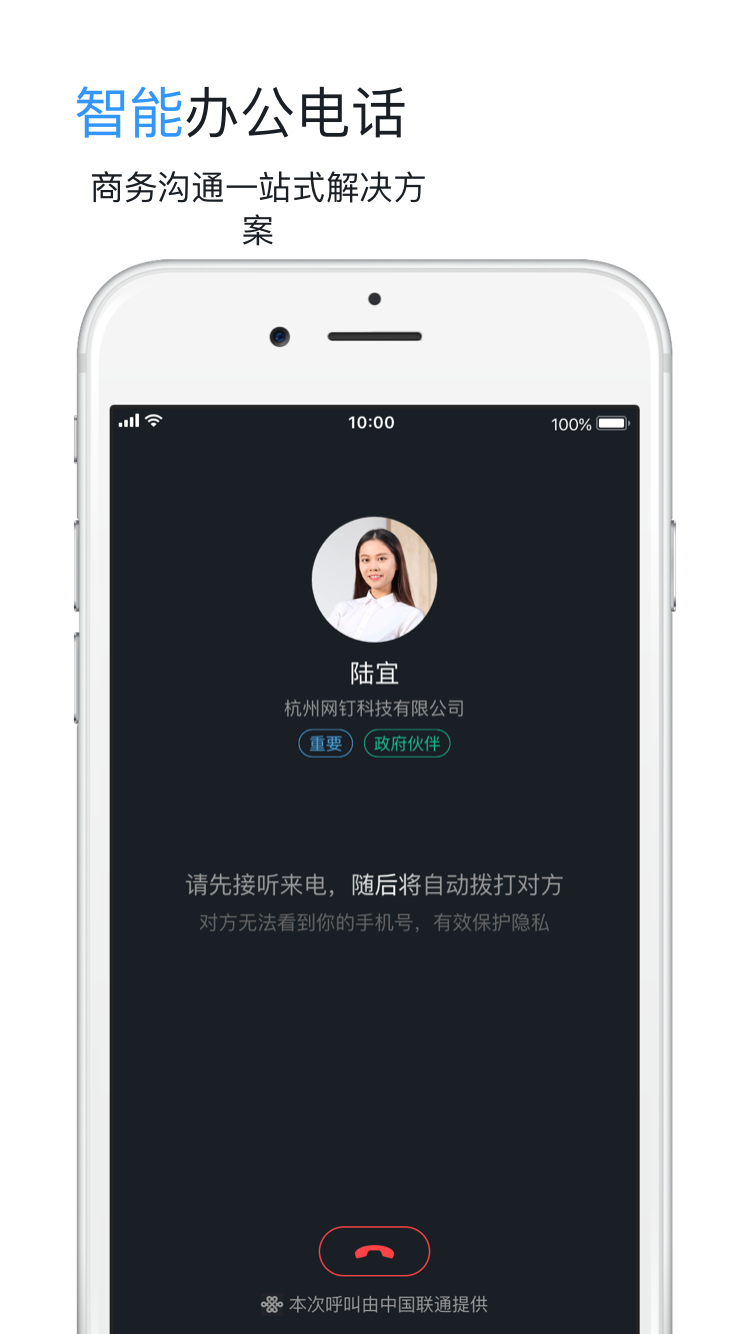 智能办公电话
商务沟通一站式解决方
案
10:00
100%
陆宜
杭州网钉科技有限公司
重要 政府伙伴
请先接听来电，随后将自动拨打对方
对方无法看到你的手机号，有效保护隐私
本次呼叫由中国联通提供